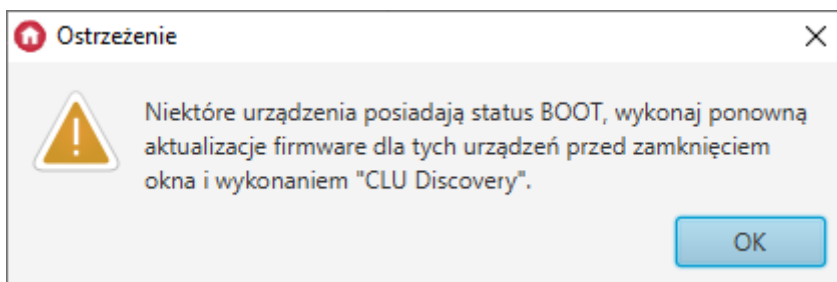 Ostrzeżenie
Niektóre urządzenia posiadają status BOOT, wykonaj ponowną
aktualizacje firmware dla tych urządzeń przed zamknięciem
okna i wykonaniem "CLU Discovery".
OK